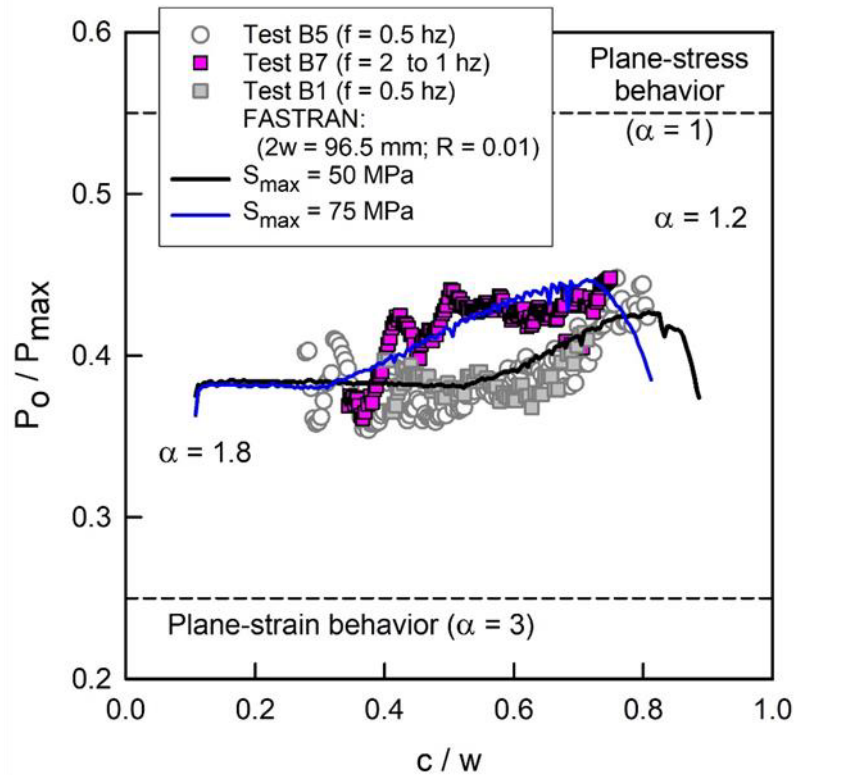 Test B5 (f = 0.5 hz)
Test B7 (f = 2  to 1 hz)
Test B1 (f = 0.5 hz)
FASTRAN:
(2w = 96.5 mm; R = 0.01)
Smax = 50 MPa
Smax = 75 MPa
Plane-stress
behavior
(α = 1)
α = 1.2
α = 1.8
Plane-strain behavior (α = 3)
Po / Pmax
0.6
0.5
0.4
0.3
0.2
0.0 0.2 0.4 0.6 0.8 1.0
c / w